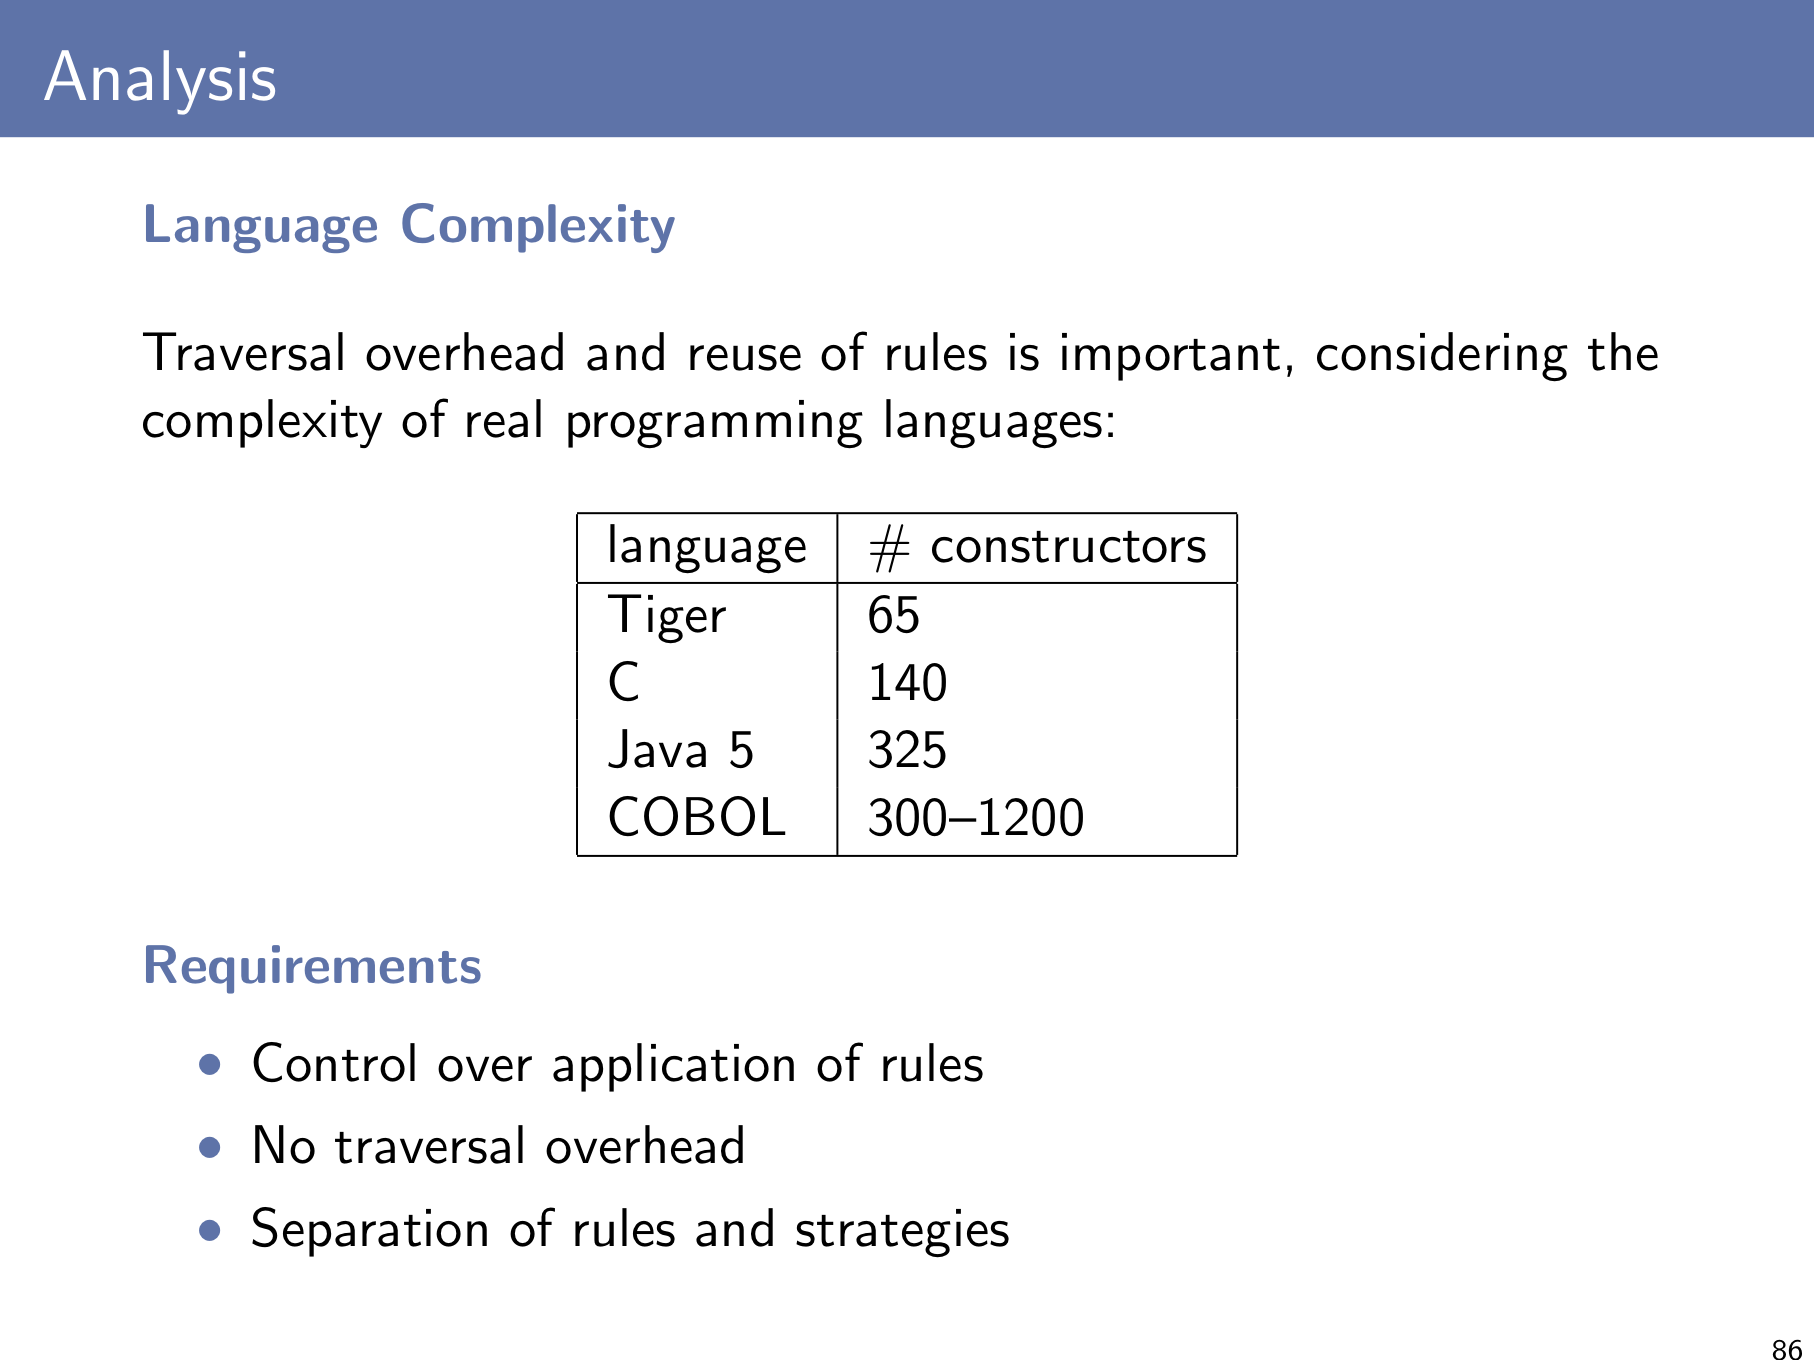 Analysis
Language Complexity
Traversal overhead and reuse of rules is important, considering the
complexity of real programming languages:
language # constructors
Tiger 65
C 140
Java 5 325
COBOL 300–1200
Requirements
• Control over application of rules
• No traversal overhead
• Separation of rules and strategies
86